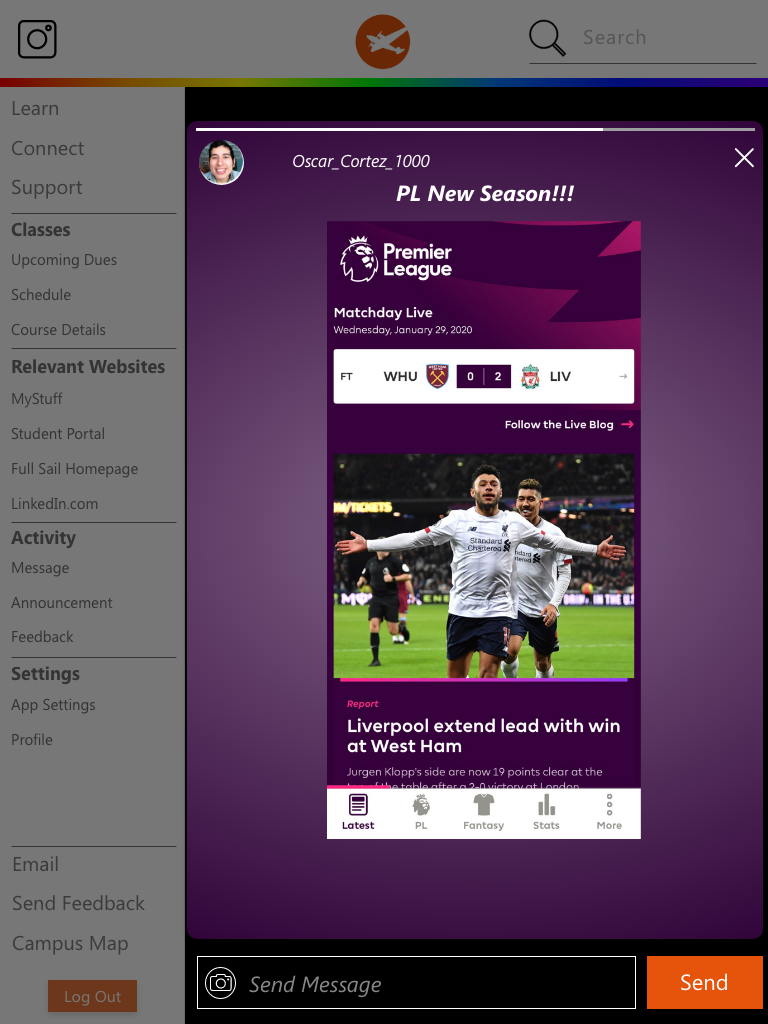 Search
Learn
Connect
Support
Classes
Upcoming Dues
Schedule
Course Details
Relevant Websites
MyStuff
Student Portal
Full Sail Homepage
LinkedIn.com
Activity
Message
Announcement
Feedback
Settings
App Settings
Profile
Email
Send Feedback
Campus Map
Log Out
Oscar_Cortez_1000
PL New Season!!!
Premier
League
Matchday Live
Wednesday, January 29, 2020
FT WHU 0 2 LIV
Follow the Live Blog
/TICKETS
Standard
Chartered
Report
Liverpool extend lead with win
at West Ham
Jurgen Klopp's side are now 19 points clear at the
top of the table after a 2-0 victory at London
Latest PL Fantasy Stats More
Send Message
Send